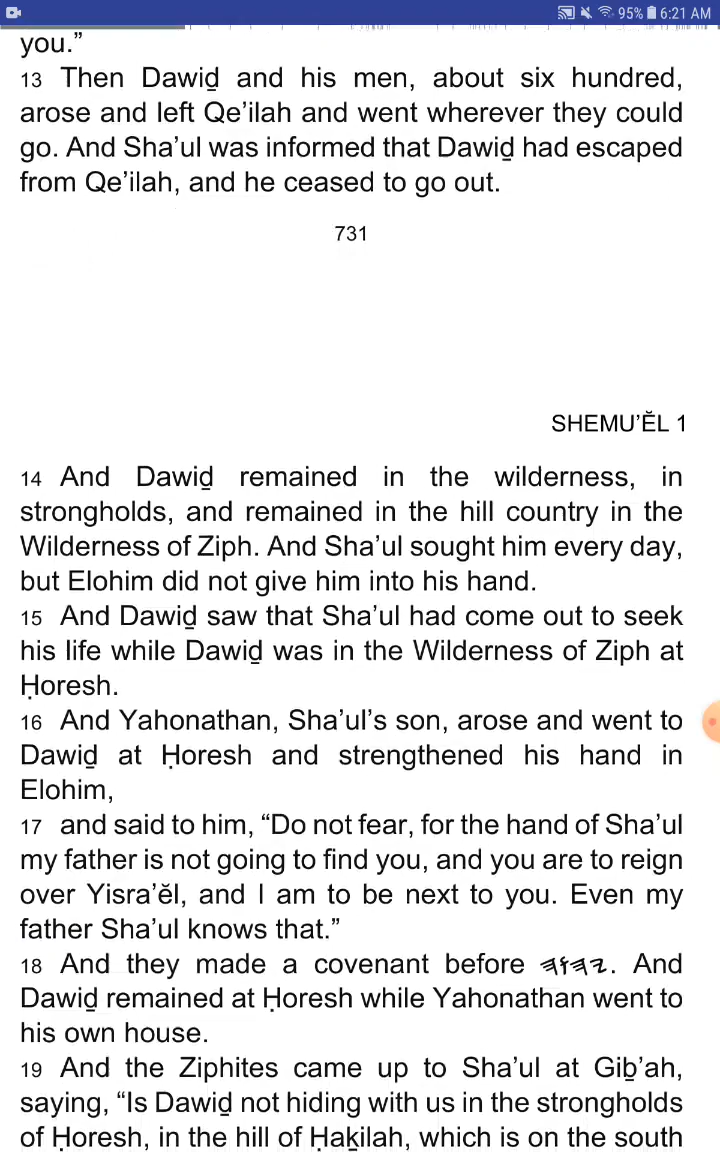 95% 6:21 AM
you.”
13 Then Dawiḏ and his men, about six hundred,
arose and left Qe’ilah and went wherever they could
go. And Sha’ul was informed that Dawiḏ had escaped
from Qe’ilah, and he ceased to go out.
731
SHEMU’ĔL 1
14 And Dawiḏ remained in the wilderness, in
strongholds, and remained in the hill country in the
Wilderness of Ziph. And Sha’ul sought him every day,
but Elohim did not give him into his hand.
15 And Dawiḏ saw that Sha’ul had come out to seek
his life while Dawiḏ was in the Wilderness of Ziph at
Ḥoresh.
16 And Yahonathan, Sha’ul’s son, arose and went to
Dawiḏ at Ḥoresh and strengthened his hand in
Elohim,
17 and said to him, “Do not fear, for the hand of Sha’ul
my father is not going to find you, and you are to reign
over Yisra’ĕl, and I am to be next to you. Even my
father Sha’ul knows that.”
18 And they made a covenant before 𐤉𐤄𐤅𐤄. And
Dawiḏ remained at Ḥoresh while Yahonathan went to
his own house.
19 And the Ziphites came up to Sha’ul at Giḇ‛ah,
saying, “Is Dawiḏ not hiding with us in the strongholds
of Ḥoresh, in the hill of Ḥaḵilah, which is on the south